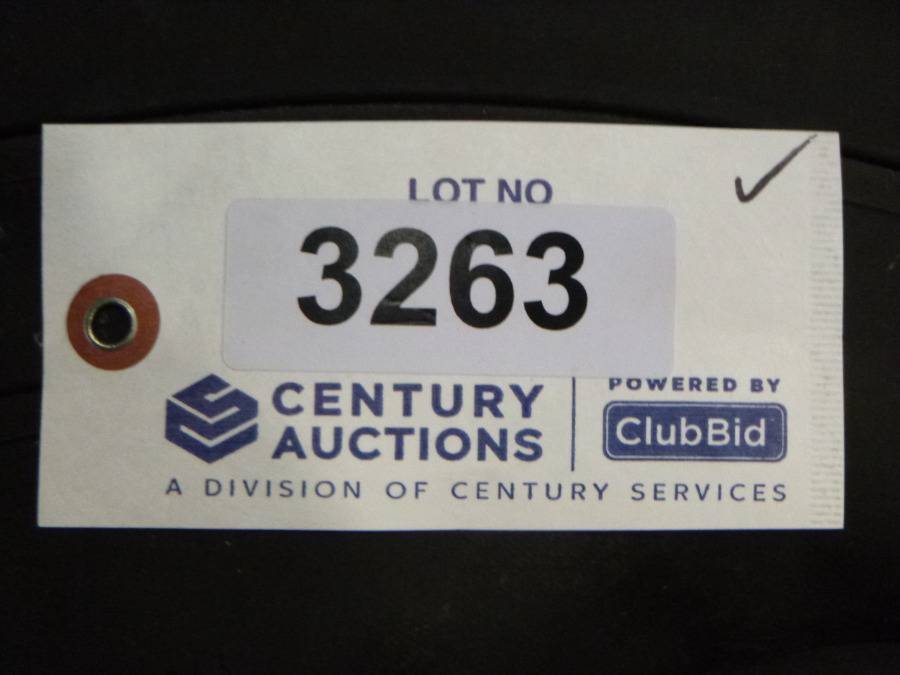 LOT NO
3263
CENTURY
AUCTIONS
POWERED BY
ClubBid
A DIVISION OF CENTURY SERVICES